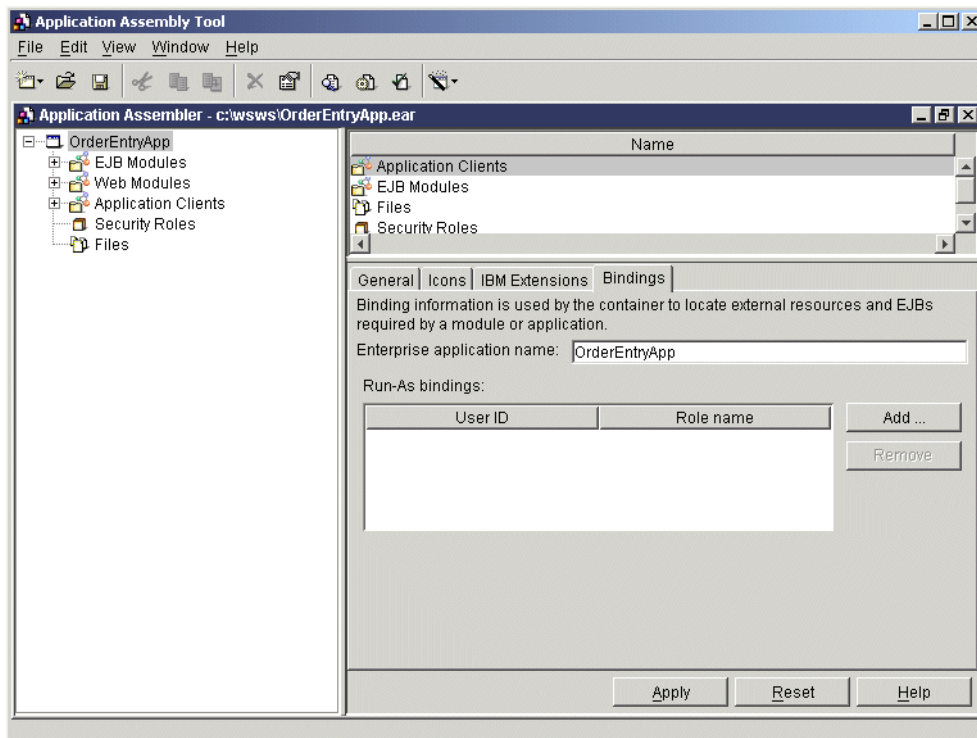 Application Assembly Tool
File Edit View Window Help
Application Assembler - c:\wsws\OrderEntryApp.ear
OrderEntryApp
EJB Modules
Web Modules
Application Clients
Security Roles
Files
Name
Application Clients
EJB Modules
Files
Security Roles
General Icons IBM Extensions Bindings
Binding information is used by the container to locate external resources and EJBs
required by a module or application.
Enterprise application name: OrderEntryApp
Run-As bindings:
User ID Role name
Add ...
Remove
Apply Reset Help